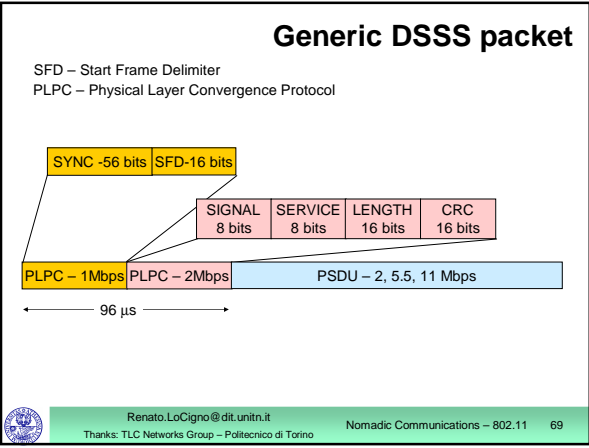 Generic DSSS packet
SFD – Start Frame Delimiter
PLPC – Physical Layer Convergence Protocol
SYNC -56 bits SFD-16 bits
SIGNAL SERVICE LENGTH CRC
8 bits 8 bits 16 bits 16 bits
PLPC – 1Mbps PLPC – 2Mbps PSDU – 2, 5.5, 11 Mbps
96 µs
Renato.LoCigno@dit.unitn.it
Thanks: TLC Networks Group – Politecnico di Torino
Nomadic Communications – 802.11 69